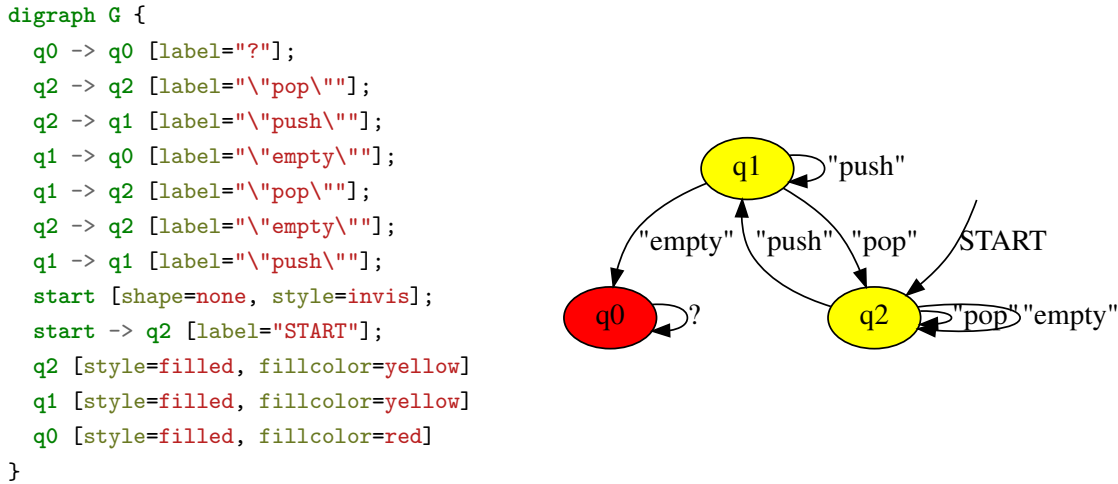 digraph G {
q0 -> q0 [label="?"];
q2 -> q2 [label="\"pop\""];
q2 -> q1 [label="\"push\""];
q1 -> q0 [label="\"empty\""];
q1 -> q2 [label="\"pop\""];
q2 -> q2 [label="\"empty\""];
q1 -> q1 [label="\"push\""];
start [shape=none, style=invis];
start -> q2 [label="START"];
q2 [style=filled, fillcolor=yellow]
q1 [style=filled, fillcolor=yellow]
q0 [style=filled, fillcolor=red]
}
q1 "push"
"empty" "push" "pop" START
q0 ? q2 "pop" "empty"